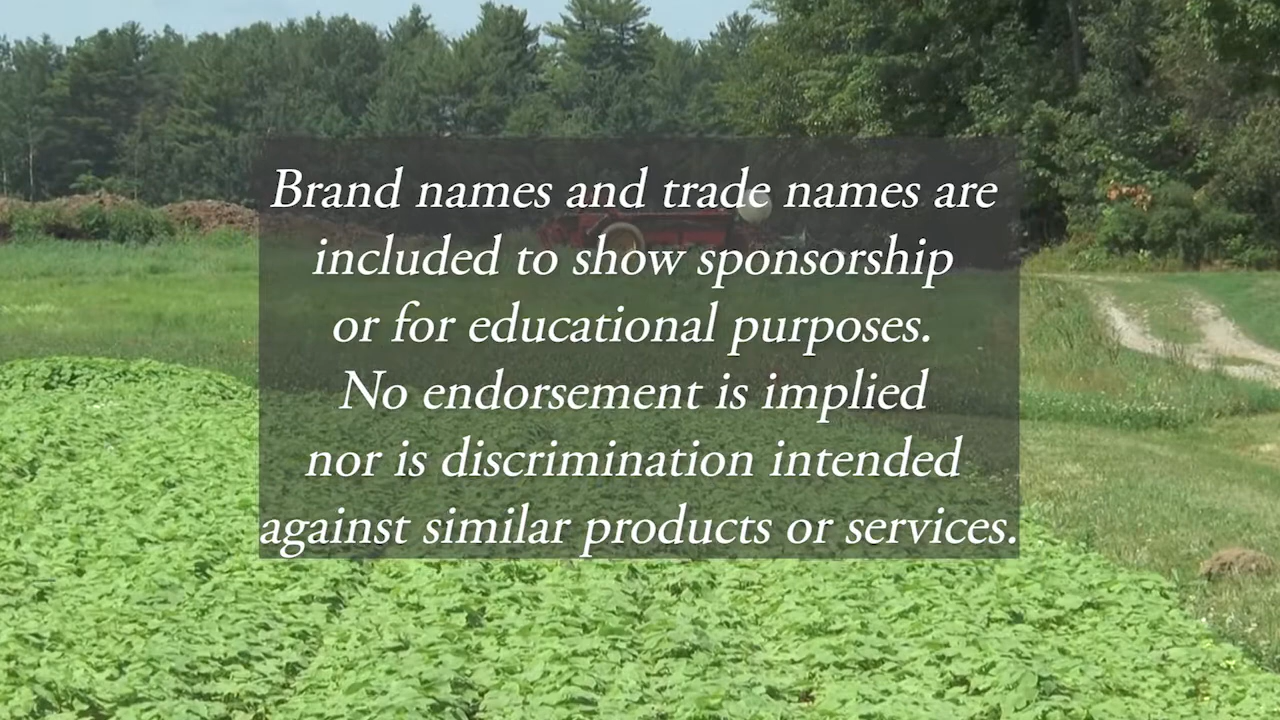 Brand names and trade names are
included to show sponsorship
or for educational purposes.
No endorsement is implied
nor is discrimination intended
against similar products or services.